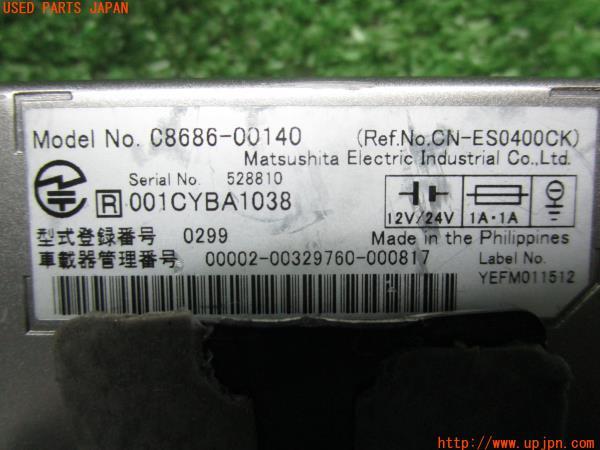 USED PARTS JAPAN
Model No. C8686-00140 (Ref.No.CN-ES0400CK)
Matsushita Electric Industrial Co.,Ltd.
Serial No. 528810
R 001CYBA1038
12V/24V 1A・1A
型式登録番号 0299 Made in the Philippines
車載器管理番号 00002-00329760-000817 Label No.
YEFM011512
http://www.upjpn.com/